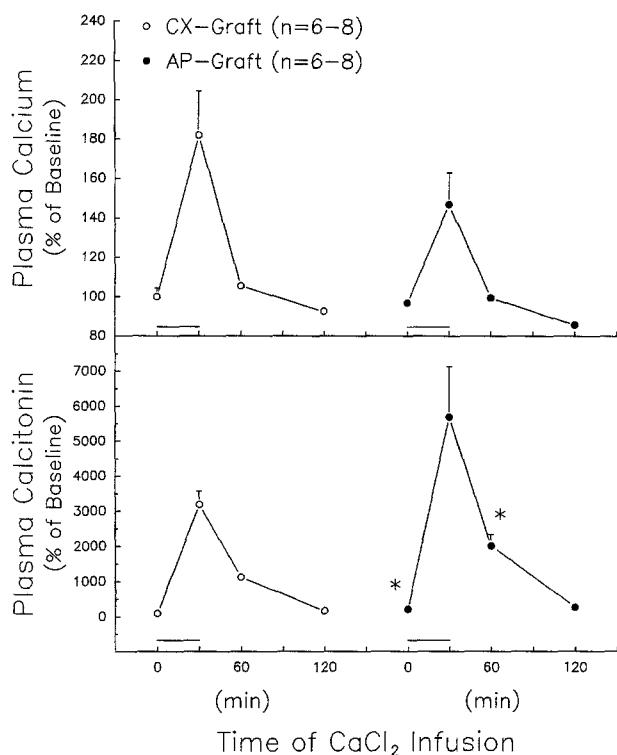 ○ CX-Graft (n=6-8)
● AP-Graft (n=6-8)
Plasma Calcium
(% of Baseline)
240
220
200
180
160
140
120
100
80
Plasma Calcitonin
(% of Baseline)
7000
6000
5000
4000
3000
2000
1000
0
*
*
0 60 120 0 60 120
(min) (min)
Time of CaCl₂ Infusion